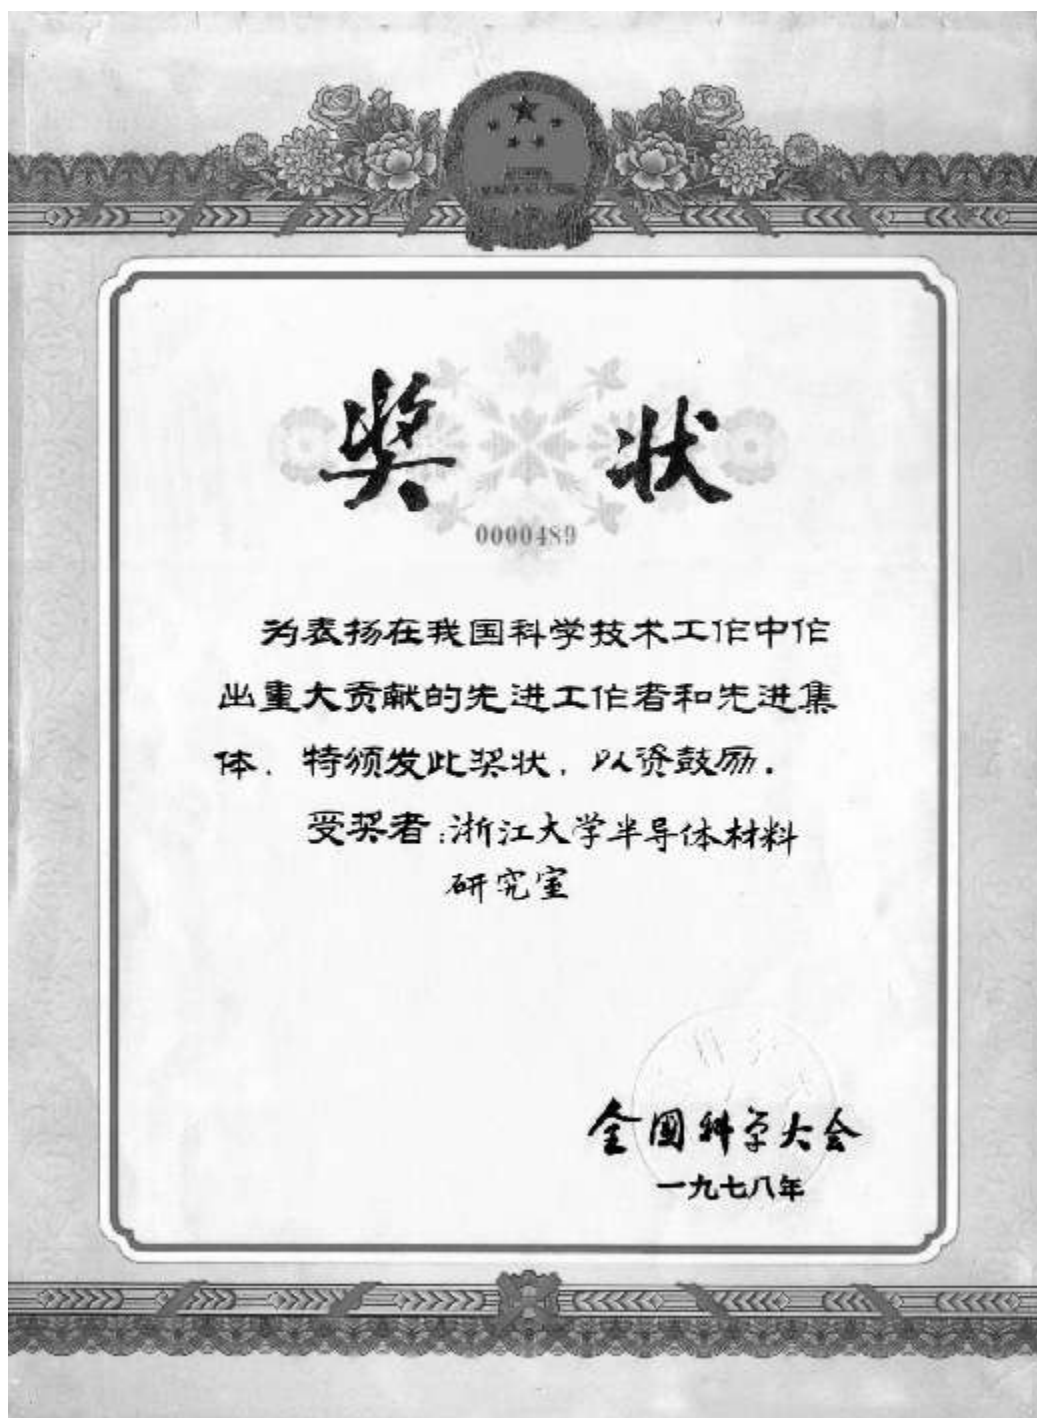 奖状
0000489
为表扬在我国科学技术工作中作
出重大贡献的先进工作者和先进集
体，特颁发此奖状，以资鼓励．
受奖者：浙江大学半导体材料
研究室
全国科学大会
一九七八年